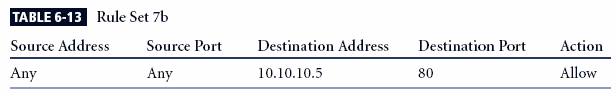 TABLE 6-13 Rule Set 7b
Source Address Source Port Destination Address Destination Port Action
Any Any 10.10.10.5 80 Allow